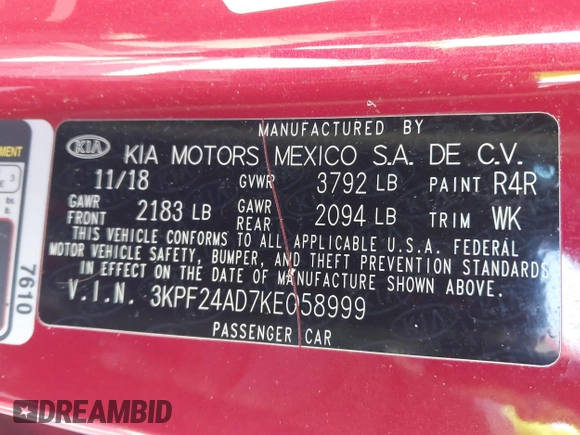 MANUFACTURED BY
KIA KIA MOTORS MEXICO S.A. DE C.V.
11/18 GVWR 3792 LB PAINT R4R
GAWR FRONT 2183 LB GAWR REAR 2094 LB TRIM WK
THIS VEHICLE CONFORMS TO ALL APPLICABLE U.S.A. FEDERAL
MOTOR VEHICLE SAFETY, BUMPER, AND THEFT PREVENTION STANDARDS
IN EFFECT ON THE DATE OF MANUFACTURE SHOWN ABOVE.
V.I.N. 3KPF24AD7KE058999
PASSENGER CAR
7610
DREAMBID